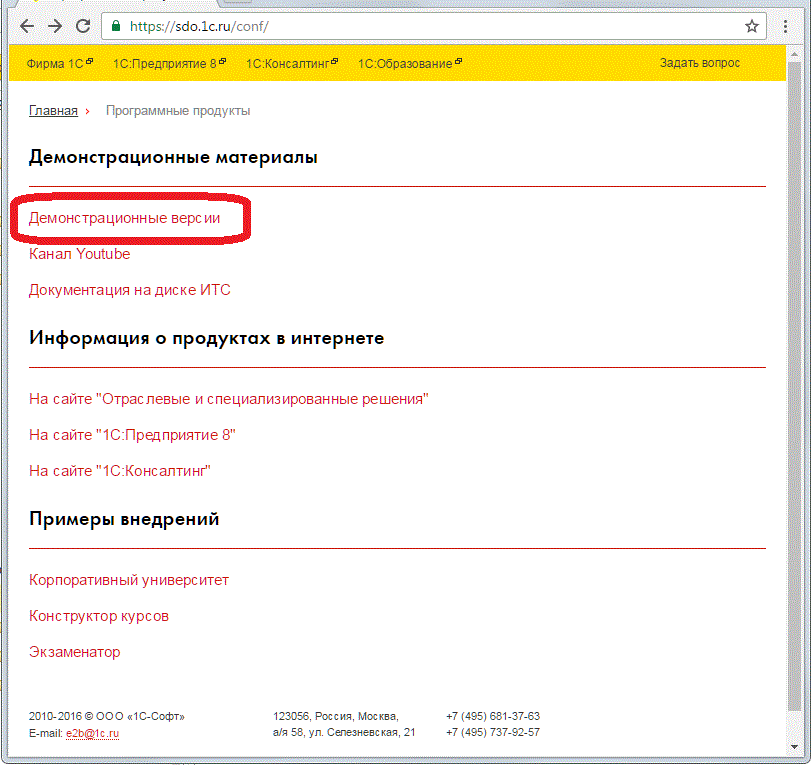 https://sdo.1c.ru/conf/
Фирма 1С 1С:Предприятие 8 1С:Консалтинг 1С:Образование Задать вопрос
Главная › Программные продукты
Демонстрационные материалы
Демонстрационные версии
Канал Youtube
Документация на диске ИТС
Информация о продуктах в интернете
На сайте "Отраслевые и специализированные решения"
На сайте "1С:Предприятие 8"
На сайте "1С:Консалтинг"
Примеры внедрений
Корпоративный университет
Конструктор курсов
Экзаменатор
2010-2016 © ООО «1С-Софт» 123056, Россия, Москва, +7 (495) 681-37-63
E-mail: e2b@1c.ru а/я 58, ул. Селезневская, 21 +7 (495) 737-92-57